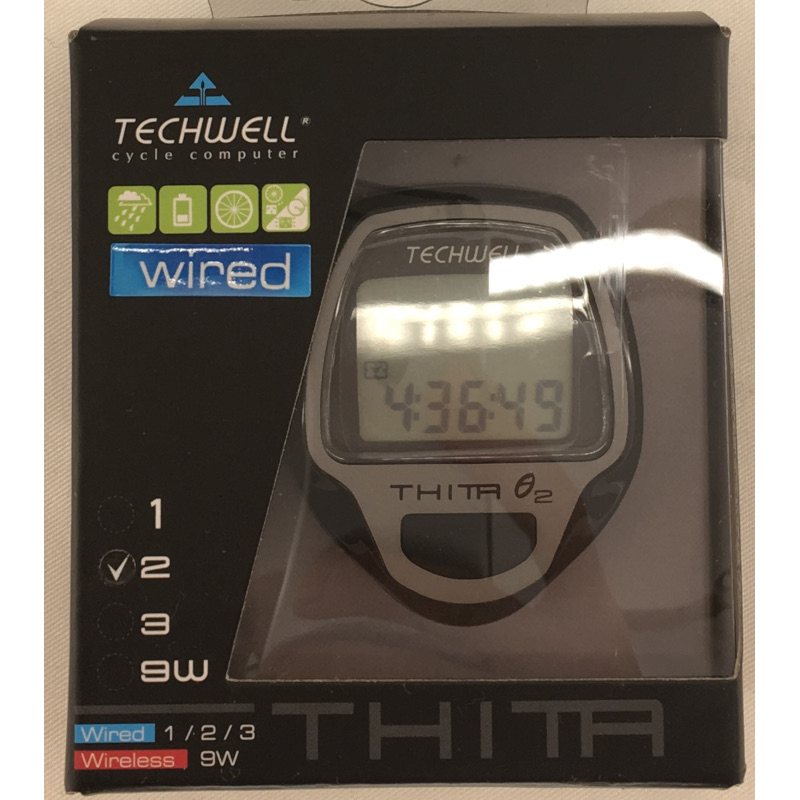 TECHWELL®
cycle computer
wired
TECHWELL
12
4:36:49
THITA θ2
1
2
3
9W
THITA
Wired 1 / 2 / 3
Wireless 9W